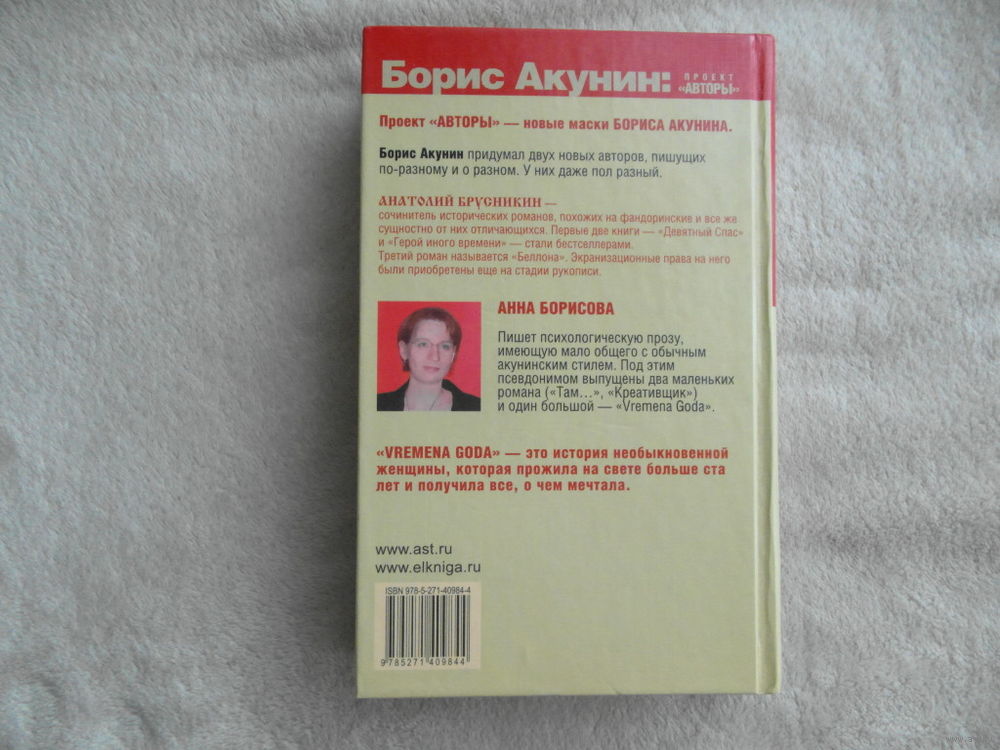 Борис Акунин: ПРОЕКТ
«АВТОРЫ»
Проект «АВТОРЫ» — новые маски БОРИСА АКУНИНА.
Борис Акунин придумал двух новых авторов, пишущих
по-разному и о разном. У них даже пол разный.
АНАТОЛИЙ БРУСНИКИН —
сочинитель исторических романов, похожих на фандоринские и все же
сущностно от них отличающихся. Первые две книги — «Девятный Спас»
и «Герой иного времени» — стали бестселлерами.
Третий роман называется «Беллона». Экранизационные права на него
были приобретены еще на стадии рукописи.
АННА БОРИСОВА
Пишет психологическую прозу,
имеющую мало общего с обычным
акунинским стилем. Под этим
псевдонимом выпущены два маленьких
романа («Там...», «Креативщик»)
и один большой — «Vremena Goda».
«VREMENA GODA» — это история необыкновенной
женщины, которая прожила на свете больше ста
лет и получила все, о чем мечтала.
www.ast.ru
www.elkniga.ru
ISBN 978-5-271-40984-4
9 785271 409844